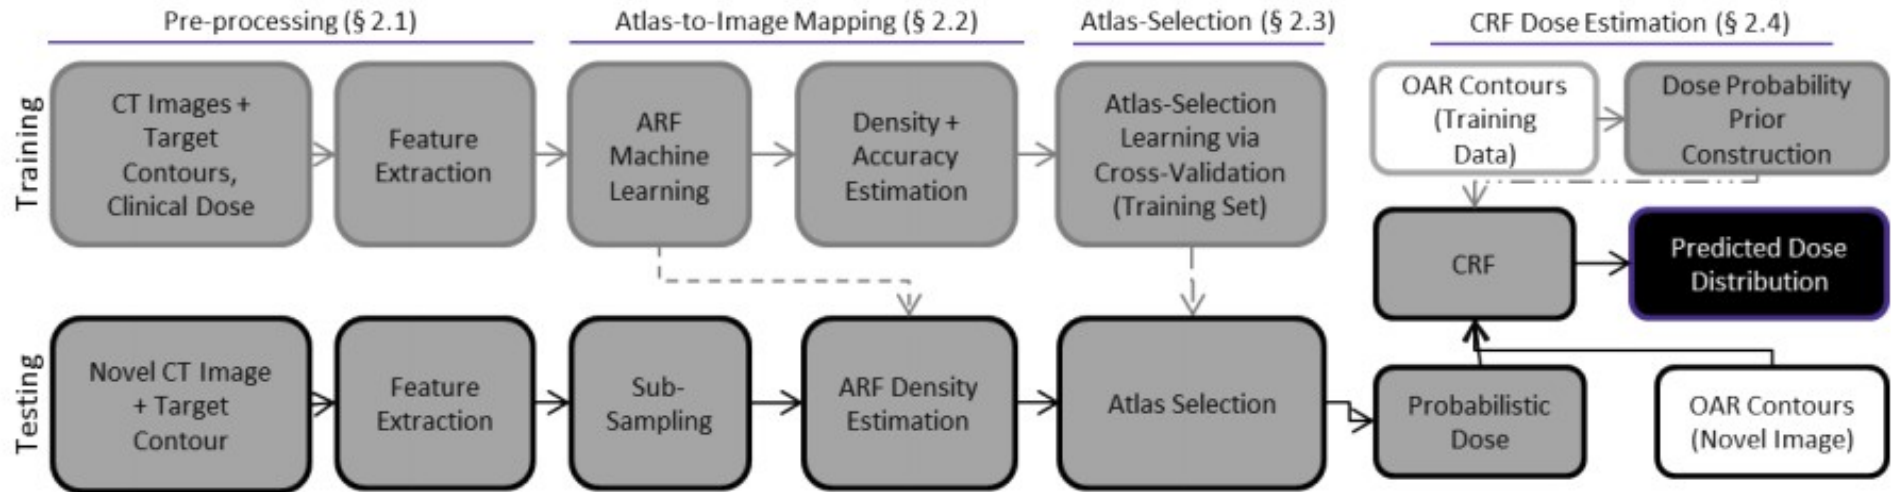 Pre-processing (§ 2.1)
Atlas-to-Image Mapping (§ 2.2)
Atlas-Selection (§ 2.3)
CRF Dose Estimation (§ 2.4)
Training
CT Images +
Target
Contours,
Clinical Dose
Feature
Extraction
ARF
Machine
Learning
Density +
Accuracy
Estimation
Atlas-Selection
Learning via
Cross-Validation
(Training Set)
OAR Contours
(Training
Data)
Dose Probability
Prior
Construction
CRF
Predicted Dose
Distribution
Testing
Novel CT Image
+ Target
Contour
Feature
Extraction
Sub-
Sampling
ARF Density
Estimation
Atlas Selection
Probabilistic
Dose
OAR Contours
(Novel Image)